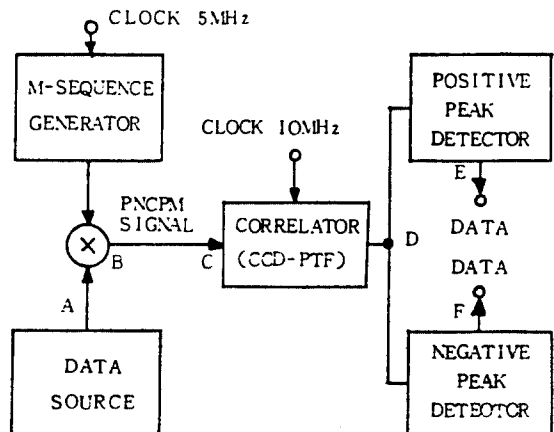 CLOCK 5MHz
M-SEQUENCE
GENERATOR
POSITIVE
PEAK
DETECTOR
CLOCK 10MHz
E
PNCPM
SIGNAL
CORRELATOR
(CCD-PTF)
DATA
B
C
D
DATA
A
F
DATA
SOURCE
NEGATIVE
PEAK
DETECTOR